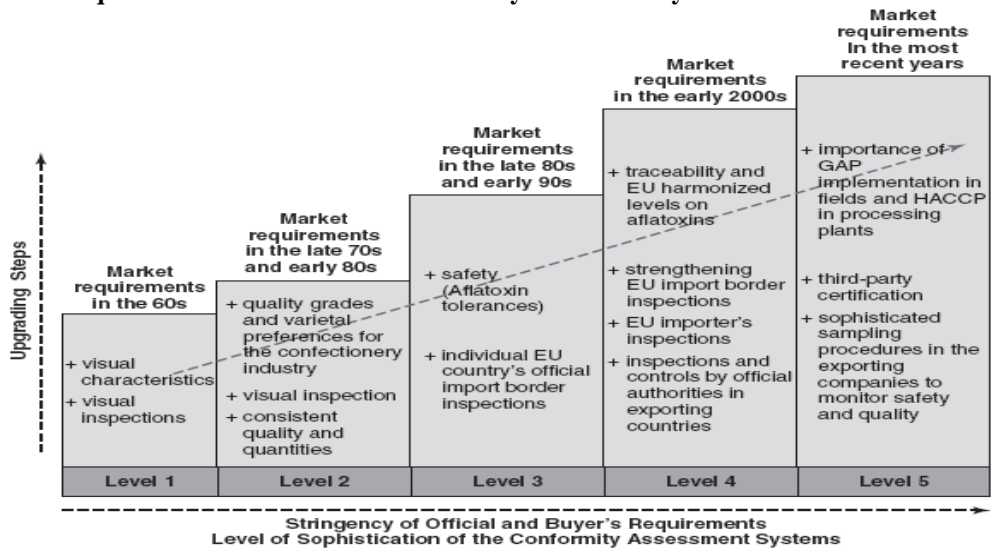 Market
requirements
in the 60s
+ visual
characteristics
+ visual
inspections
Level 1
Market
requirements
in the late 70s
and early 80s
+ quality grades
and varietal
preferences for
the confectionery
industry
+ visual inspection
+ consistent
quality and
quantities
Level 2
Market
requirements
in the late 80s
and early 90s
+ safety
(Aflatoxin
tolerances)
+ individual EU
country's official
import border
inspections
Level 3
Market
requirements
in the early 2000s
+ traceability and
EU harmonized
levels on
aflatoxins
+ strengthening
EU import border
inspections
+ EU importer's
inspections
+ inspections and
controls by official
authorities in
exporting
countries
Level 4
Market
requirements
In the most
recent years
+ importance of
GAP
implementation in
fields and HACCP
in processing
plants
+ third-party
certification
+ sophisticated
sampling
procedures in the
exporting
companies to
monitor safety
and quality
Level 5
Upgrading Steps
Stringency of Official and Buyer's Requirements
Level of Sophistication of the Conformity Assessment Systems